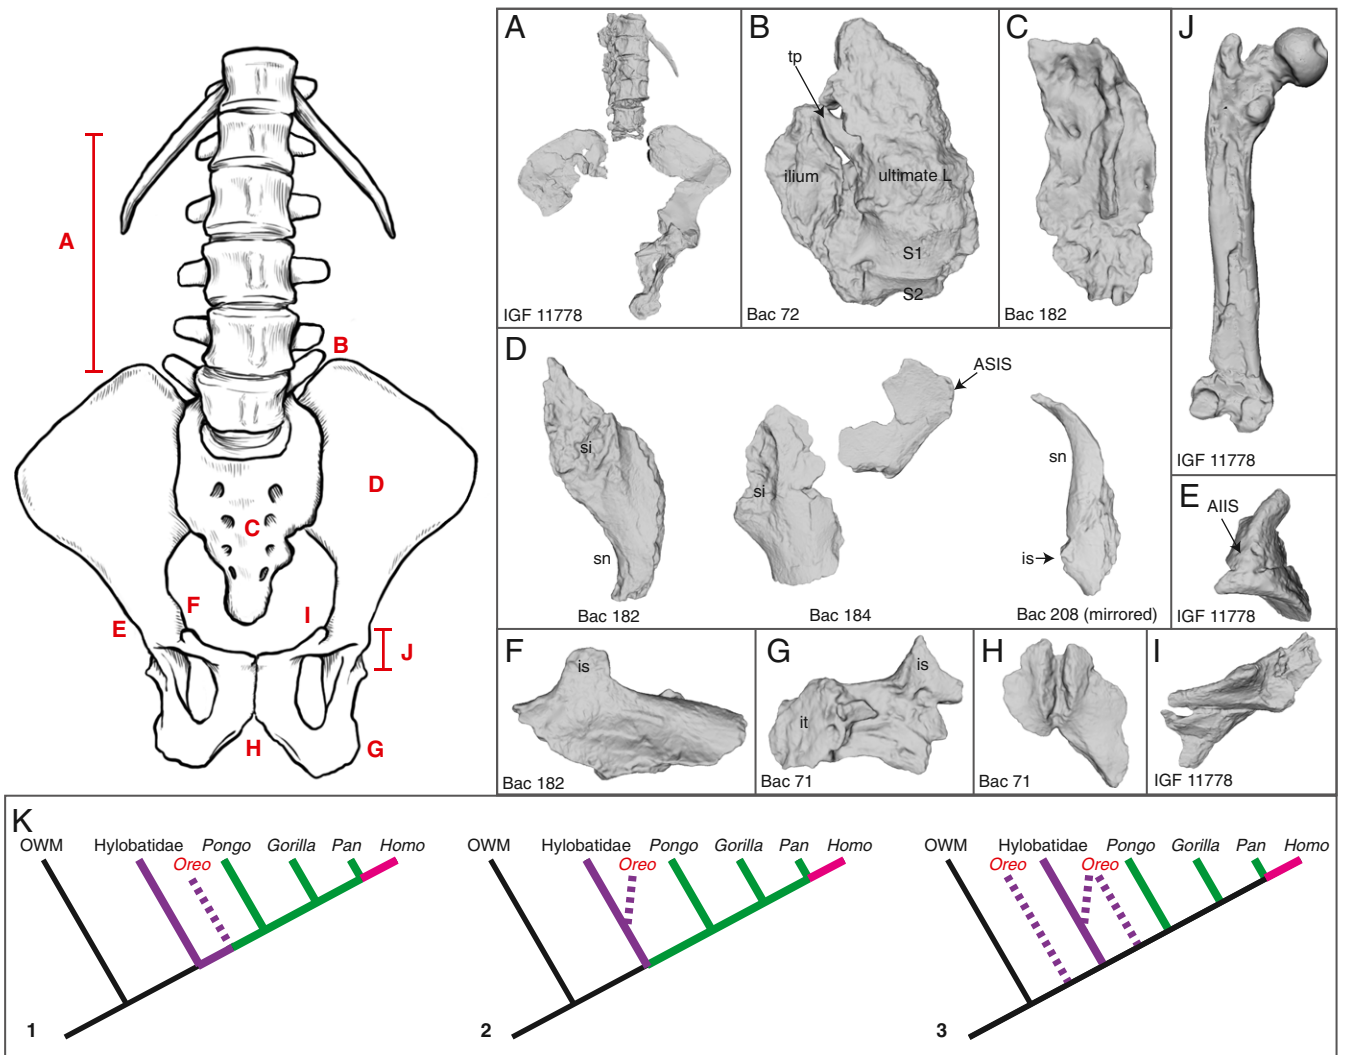 A
B
C
D
E
F
I
J
H
G
A
IGF 11778
B
tp
ilium
ultimate L
S1
S2
Bac 72
C
Bac 182
J
IGF 11778
D
si
sn
Bac 182
si
ASIS
Bac 184
sn
is
Bac 208 (mirrored)
E
AIIS
IGF 11778
F
is
Bac 182
G
is
it
Bac 71
H
Bac 71
I
IGF 11778
K
OWM Hylobatidae Pongo Gorilla Pan Homo
Oreo
1
OWM Hylobatidae Pongo Gorilla Pan Homo
Oreo
2
OWM Hylobatidae Pongo Gorilla Pan Homo
Oreo Oreo
3